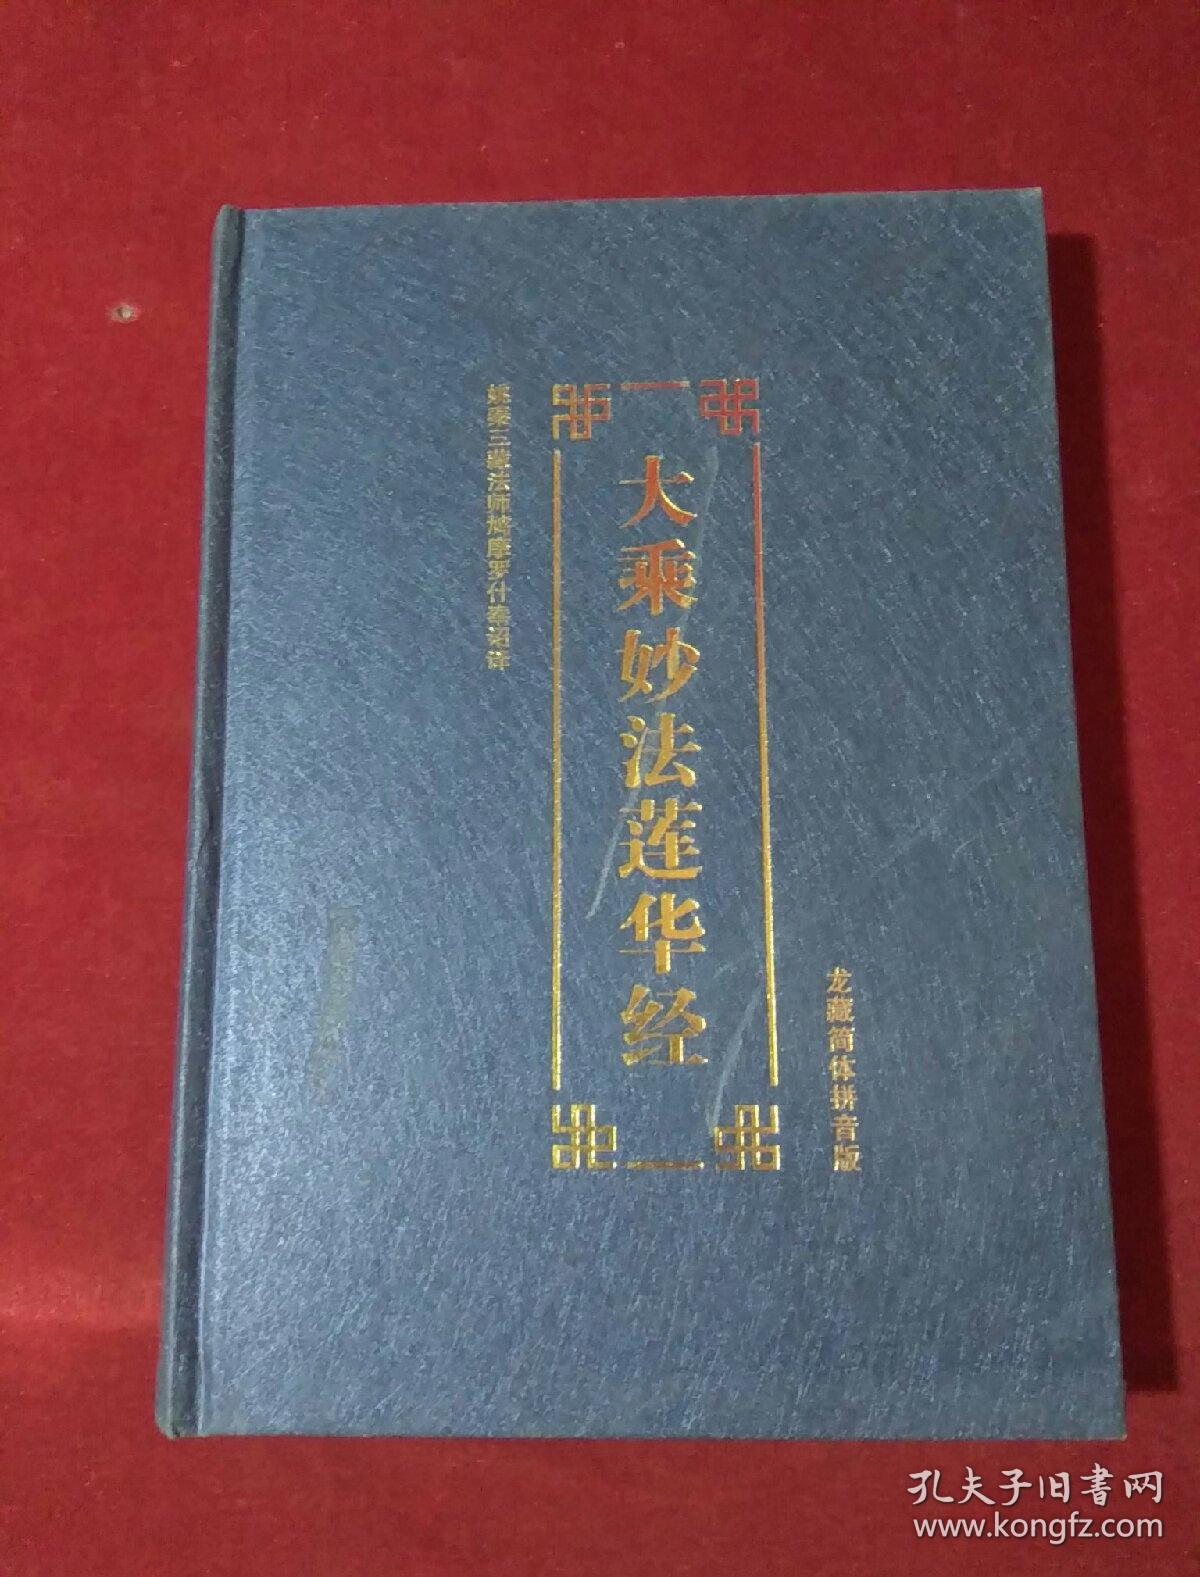 龙藏简体拼音版
大乘妙法莲华经
姚秦三藏法师鸠摩罗什奉诏译
孔夫子旧书网
www.kongfz.com